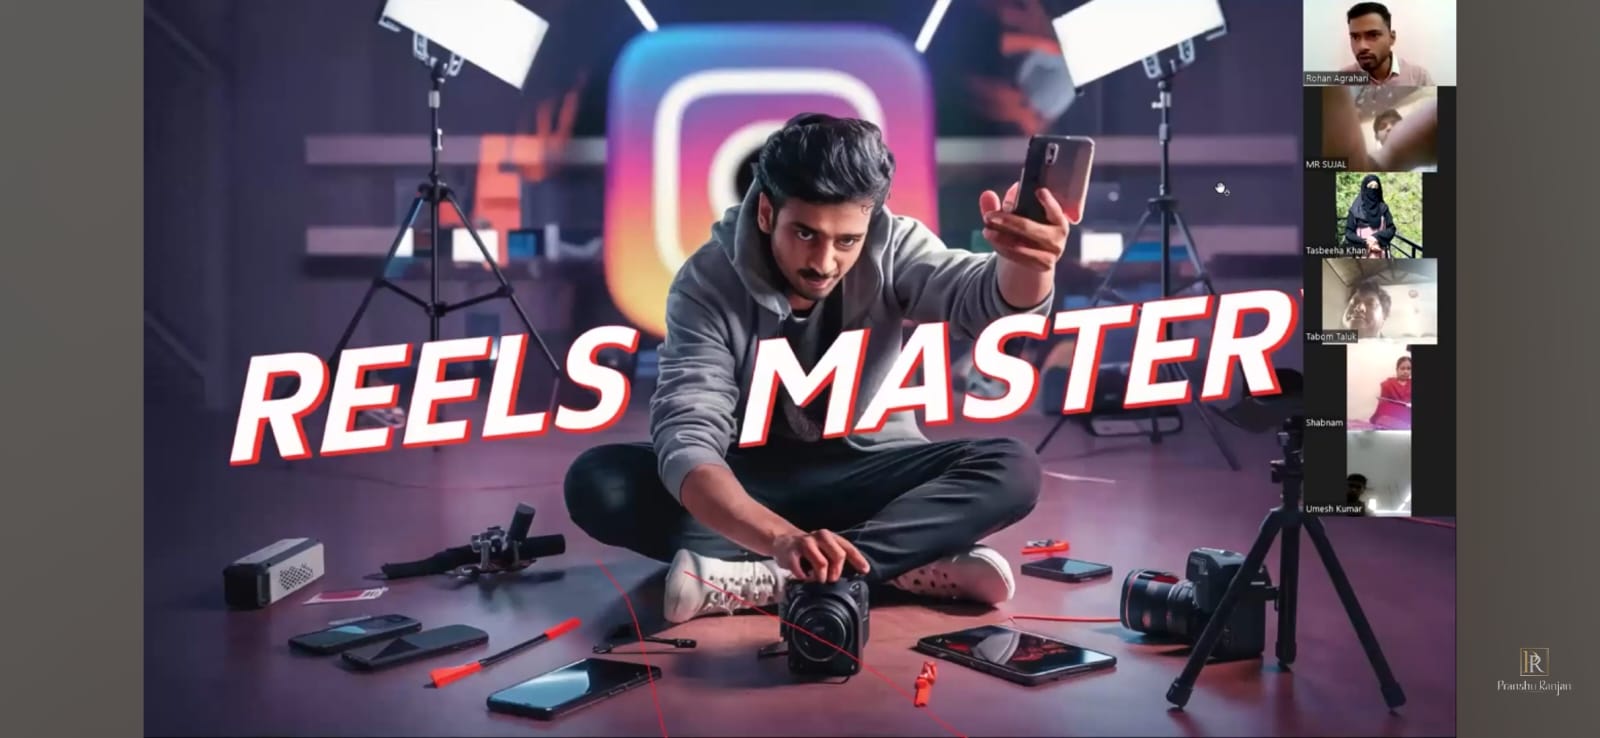 REELS MASTER
Rohan Agrahari
MR SUJAL
Tasbeeha Khan
Tabom Taluk
Shabnam
Umesh Kumar
PR
Pranshu Ranjan